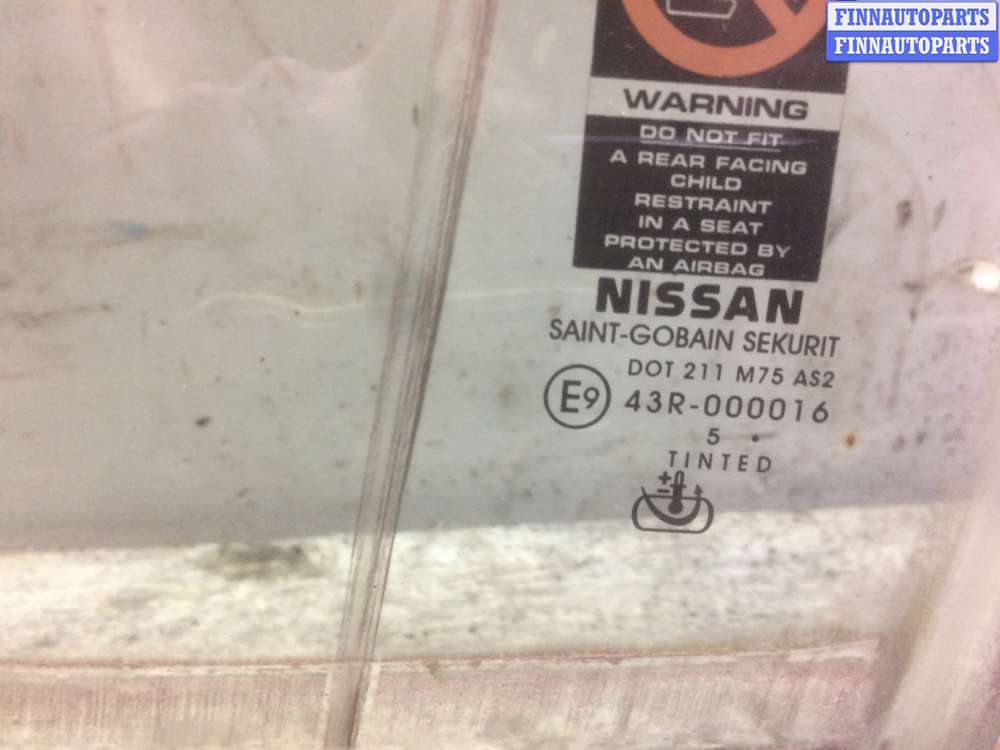 FINNAUTOPARTS
FINNAUTOPARTS
WARNING
DO NOT FIT
A REAR FACING
CHILD
RESTRAINT
IN A SEAT
PROTECTED BY
AN AIRBAG
NISSAN
SAINT-GOBAIN SEKURIT
DOT 211 M75 AS2
E9 43R-000016
5 •
TINTED
+
−